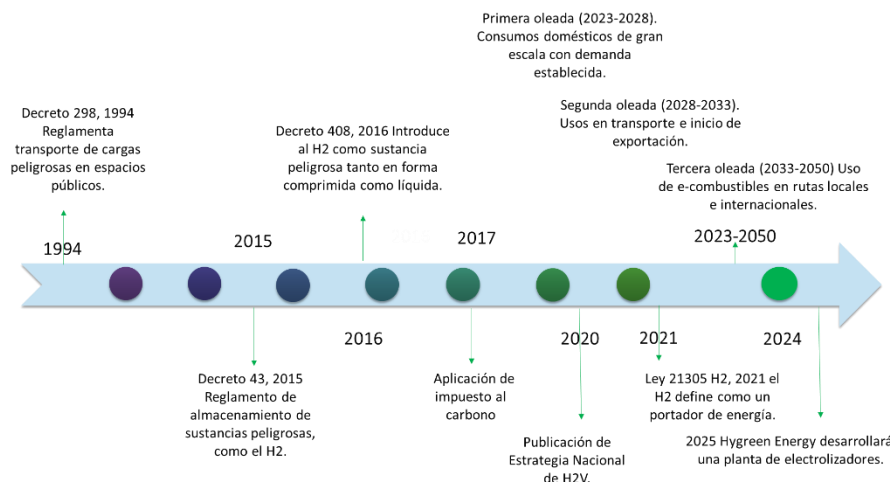 Primera oleada (2023-2028).
Consumos domésticos de gran
escala con demanda
establecida.
Decreto 298, 1994
Reglamenta
transporte de cargas
peligrosas en espacios
públicos.
Decreto 408, 2016 Introduce
al H2 como sustancia
peligrosa tanto en forma
comprimida como líquida.
Segunda oleada (2028-2033).
Usos en transporte e inicio de
exportación.
Tercera oleada (2033-2050) Uso
de e-combustibles en rutas locales
e internacionales.
1994
2015
2017
2023-2050
2016
2020
2021
2024
Decreto 43, 2015
Reglamento de
almacenamiento de
sustancias peligrosas,
como el H2.
Aplicación de
impuesto al
carbono
Publicación de
Estrategia Nacional
de H2V.
Ley 21305 H2, 2021 el
H2 define como un
portador de energía.
2025 Hygreen Energy desarrollará
una planta de electrolizadores.